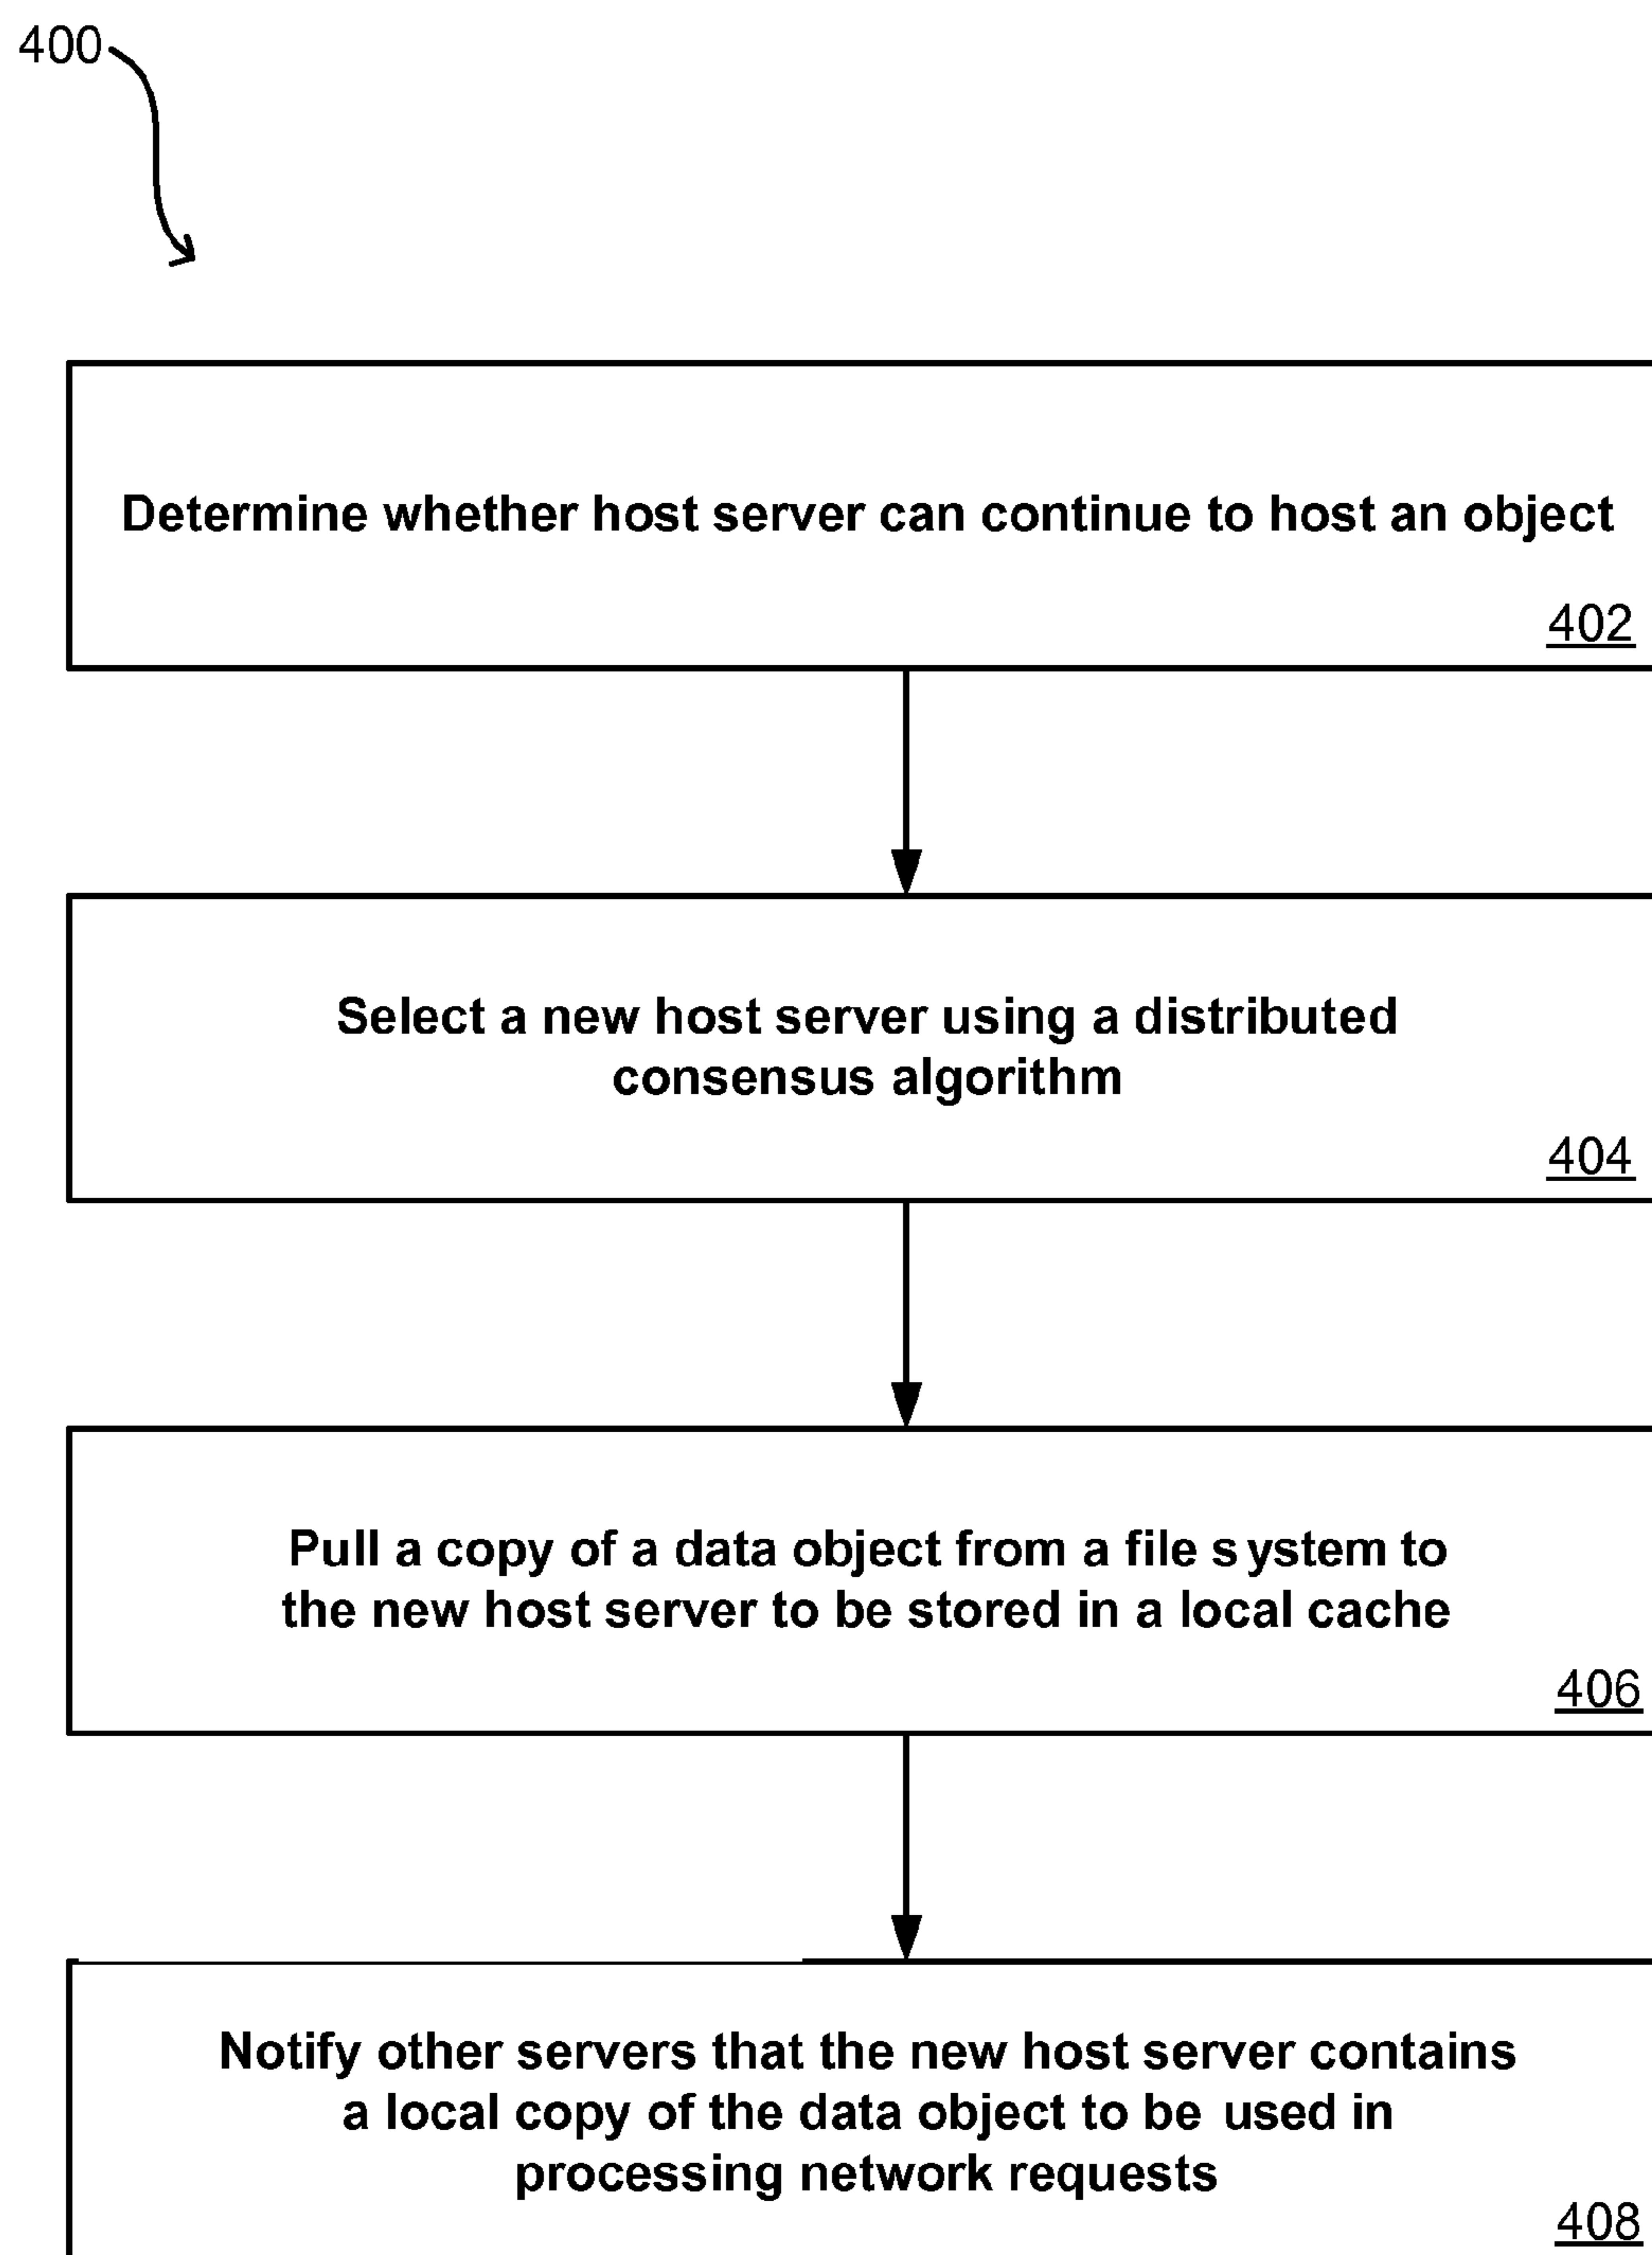 400
Determine whether host server can continue to host an object
402
Select a new host server using a distributed
consensus algorithm
404
Pull a copy of a data object from a file system to
the new host server to be stored in a local cache
406
Notify other servers that the new host server contains
a local copy of the data object to be used in
processing network requests
408